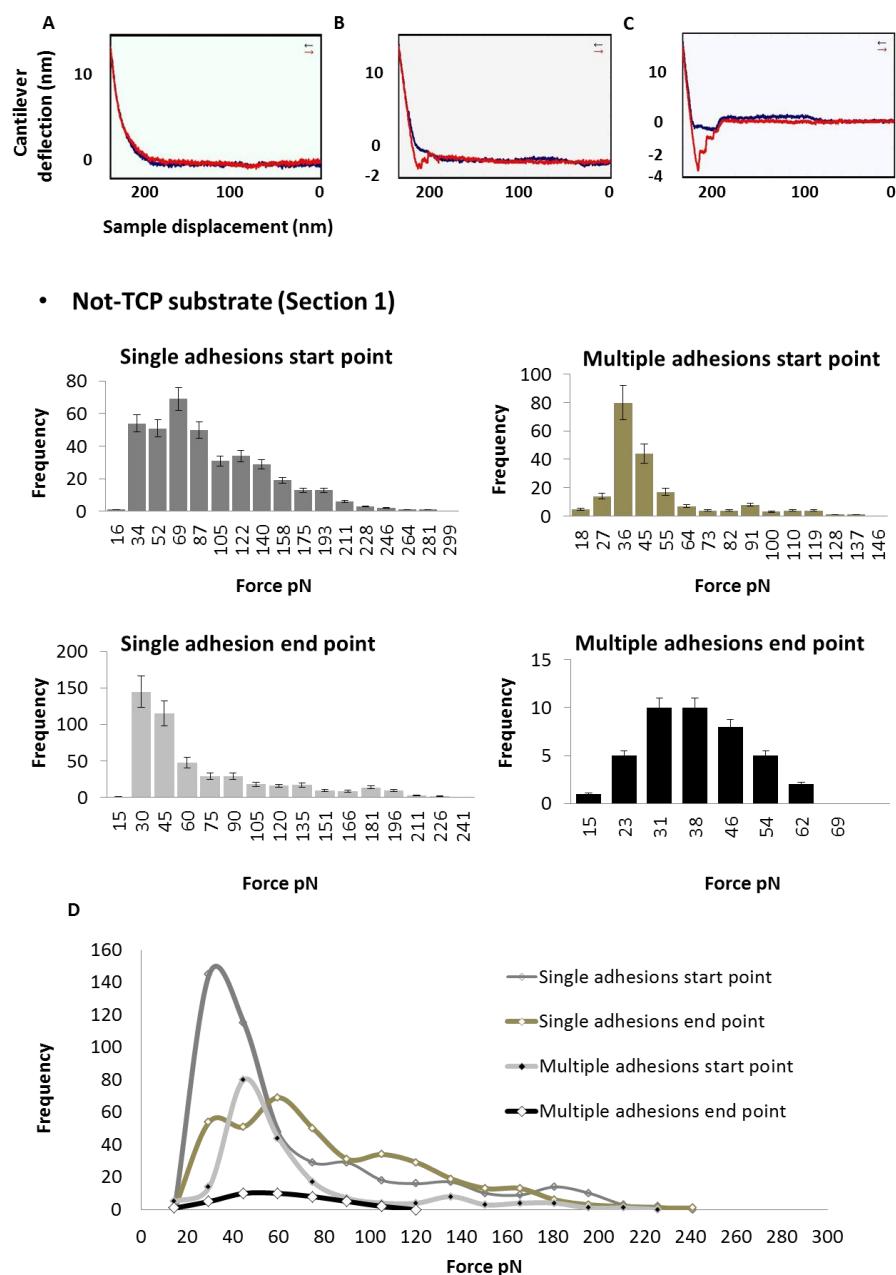 A
B
C
Cantilever
deflection (nm)
10
0
200
100
0
10
0
-2
200
100
0
10
0
-2
-4
200
100
0
←
→
←
→
←
→
Sample displacement (nm)
• Not-TCP substrate (Section 1)
Single adhesions start point
Frequency
80
60
40
20
0
16 34 52 69 87 105 122 140 158 175 193 211 228 246 264 281 299
Force pN
Multiple adhesions start point
Frequency
100
80
60
40
20
0
18 27 36 45 55 64 73 82 91 100 110 119 128 137 146
Force pN
Single adhesion end point
Frequency
200
150
100
50
0
15 30 45 60 75 90 105 120 135 151 166 181 196 211 226 241
Force pN
Multiple adhesions end point
Frequency
15
10
5
0
15 23 31 38 46 54 62 69
Force pN
D
Frequency
160
140
120
100
80
60
40
20
0
0 20 40 60 80 100 120 140 160 180 200 220 240 260 280 300
Force pN
Single adhesions start point
Single adhesions end point
Multiple adhesions start point
Multiple adhesions end point